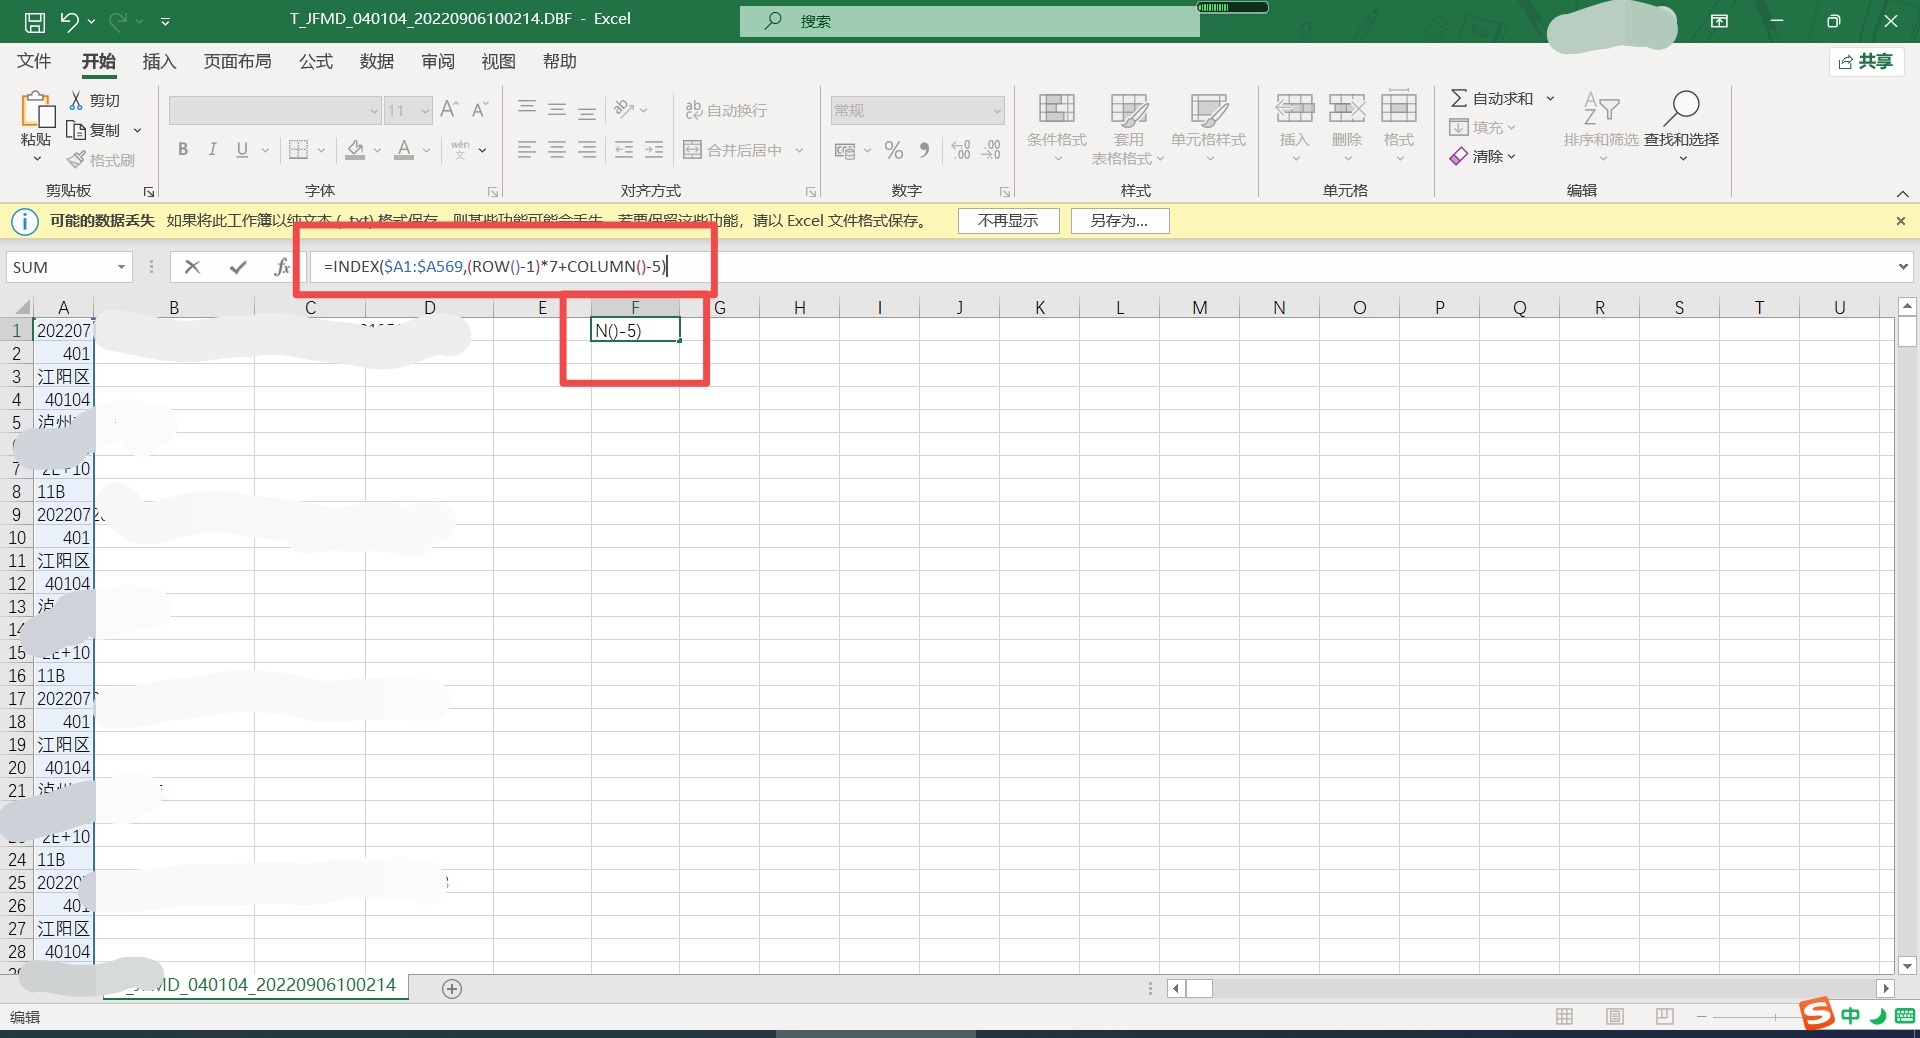 T_JFMD_040104_20220906100214.DBF - Excel
搜索
文件 开始 插入 页面布局 公式 数据 审阅 视图 帮助 共享
粘贴 剪切 复制 格式刷 剪贴板
11 B I U A wén 文 字体
ab 自动换行 合并后居中 对齐方式
常规 % 数字
条件格式 套用 表格格式 单元格样式 样式
插入 删除 格式 单元格
自动求和 填充 清除 排序和筛选 查找和选择 编辑
可能的数据丢失 如果将此工作簿以纯文本 (.txt) 格式保存，则某些功能可能会丢失。若要保留这些功能，请以 Excel 文件格式保存。 不再显示 另存为...
SUM fx =INDEX($A1:$A569,(ROW()-1)*7+COLUMN()-5)
A B C D E F G H I J K L M N O P Q R S T U
1 202207 N()-5)
2 401
3 江阳区
4 40104
5 泸州
7 2E+10
8 11B
9 202207
10 401
11 江阳区
12 40104
13 泸
14
15 2E+10
16 11B
17 202207
18 401
19 江阳区
20 40104
21 泸州
2E+10
24 11B
25 20220
26 401
27 江阳区
28 40104
_JFMD_040104_20220906100214
编辑
S 中